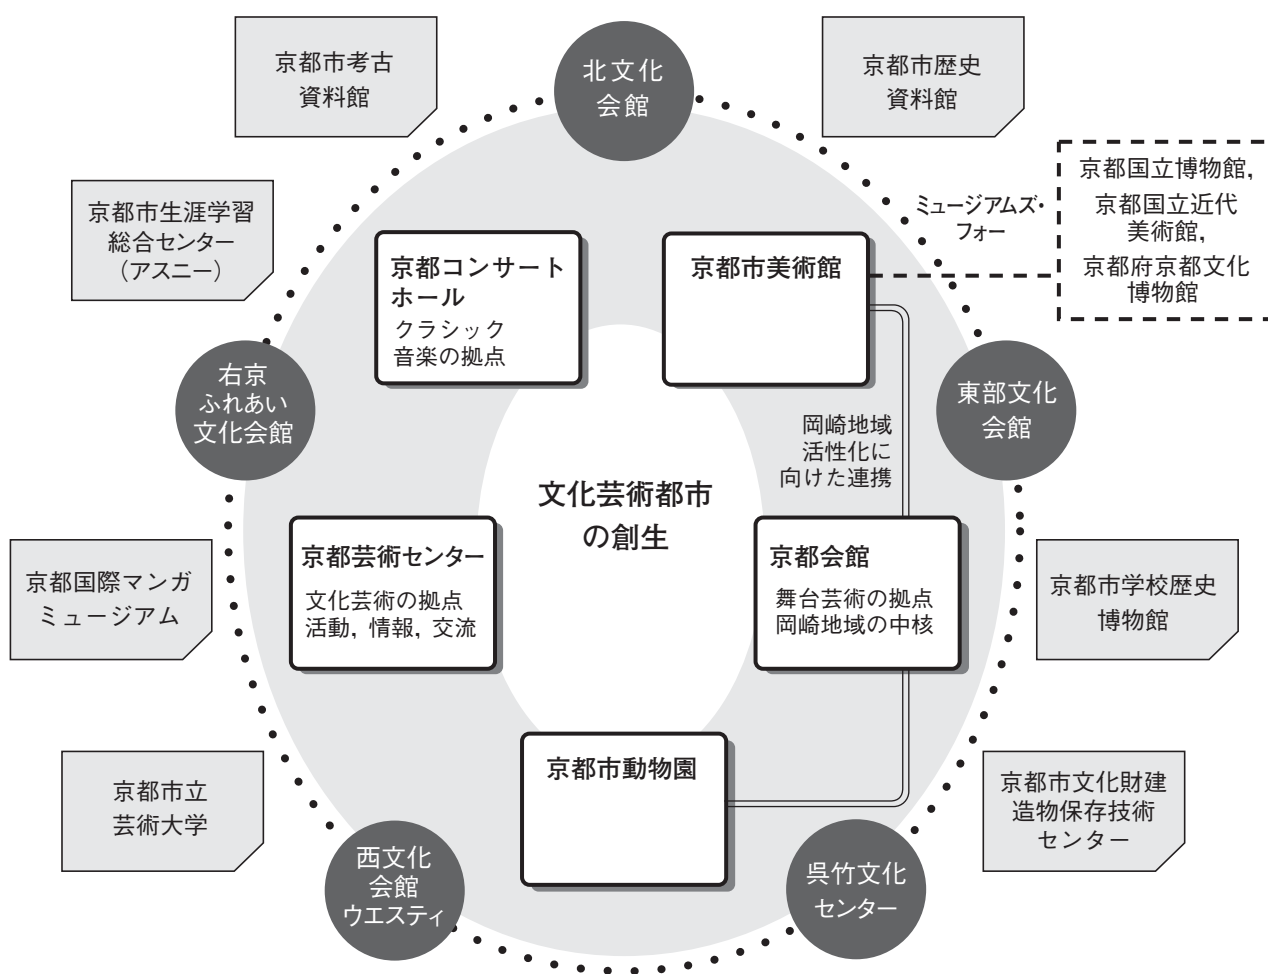 京都市考古
資料館
北文化
会館
京都市歴史
資料館
京都国立博物館,
京都国立近代
美術館,
京都府京都文化
博物館
ミュージアムズ・
フォー
京都市生涯学習
総合センター
(アスニー)
京都コンサート
ホール
クラシック
音楽の拠点
京都市美術館
右京
ふれあい
文化会館
東部文化
会館
岡崎地域
活性化に
向けた連携
文化芸術都市
の創生
京都芸術センター
文化芸術の拠点
活動, 情報, 交流
京都会館
舞台芸術の拠点
岡崎地域の中核
京都国際マンガ
ミュージアム
京都市学校歴史
博物館
京都市動物園
京都市立
芸術大学
京都市文化財建
造物保存技術
センター
西文化
会館
ウエスティ
呉竹文化
センター